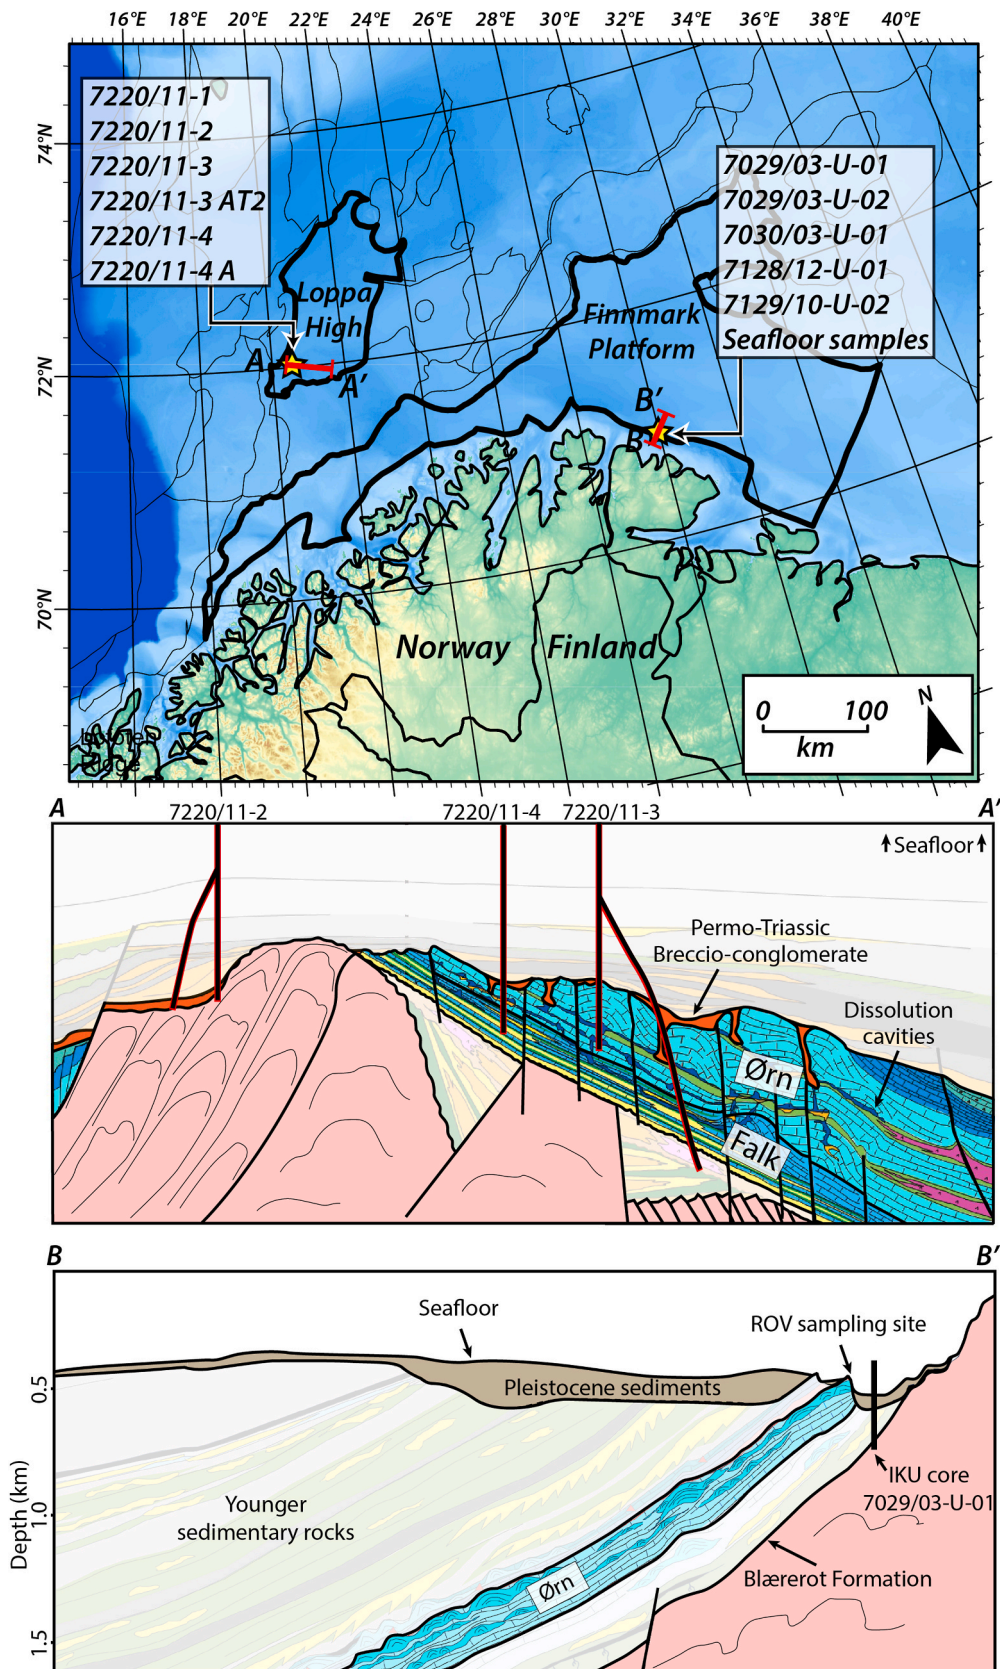 16°E 18°E 20°E 22°E 24°E 26°E 28°E 30°E 32°E 34°E 36°E 38°E 40°E
74°N
72°N
70°N
7220/11-1
7220/11-2
7220/11-3
7220/11-3 AT2
7220/11-4
7220/11-4 A
7029/03-U-01
7029/03-U-02
7030/03-U-01
7128/12-U-01
7129/10-U-02
Seafloor samples
Loppa
High
Finnmark
Platform
A
A'
B'
B
Norway
Finland
Lofoten
Ridge
0 100
km
N
A
7220/11-2
7220/11-4
7220/11-3
A'
Seafloor
Permo-Triassic
Breccio-conglomerate
Dissolution
cavities
Ørn
Falk
B
B'
Seafloor
ROV sampling site
Pleistocene sediments
0.5
1.0
1.5
Depth (km)
IKU core
7029/03-U-01
Younger
sedimentary rocks
Ørn
Blærerot Formation